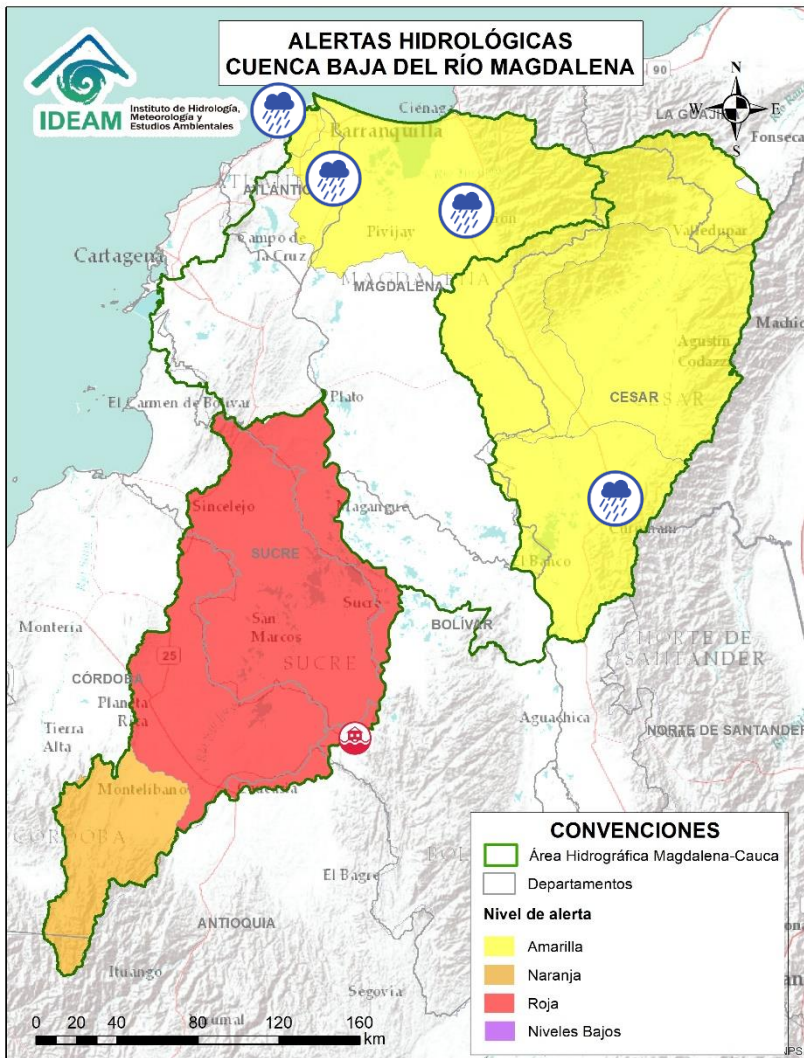 ALERTAS HIDROLÓGICAS
CUENCA BAJA DEL RÍO MAGDALENA
IDEAM
Instituto de Hidrología,
Meteorología y
Estudios Ambientales
90
N
W
E
S
Ciénaga
LA GUAJIRA
Fonseca
Barranquilla
ATLÁNTICO
Pivijay
Valledupar
Cartagena
Campo de
la Cruz
MAGDALENA
MAGDALENA
Agustín
Codazzi
El Carmen de Bolívar
Plato
CESAR
Sincelejo
Magangue
SUCRE
El Banco
Sucre
San
Marcos
BOLÍVAR
Montería
25
SUCRE
NORTE DE
SANTANDER
CÓRDOBA
Planeta
Rica
Tierra
Alta
Aguachica
NORTE DE SANTANDER
Montelibano
CÓRDOBA
El Bagre
ANTIOQUIA
Ituango
Segovia
0 20 40 80 120 160
km
CONVENCIONES
Área Hidrográfica Magdalena-Cauca
Departamentos
Nivel de alerta
Amarilla
Naranja
Roja
Niveles Bajos
JPS